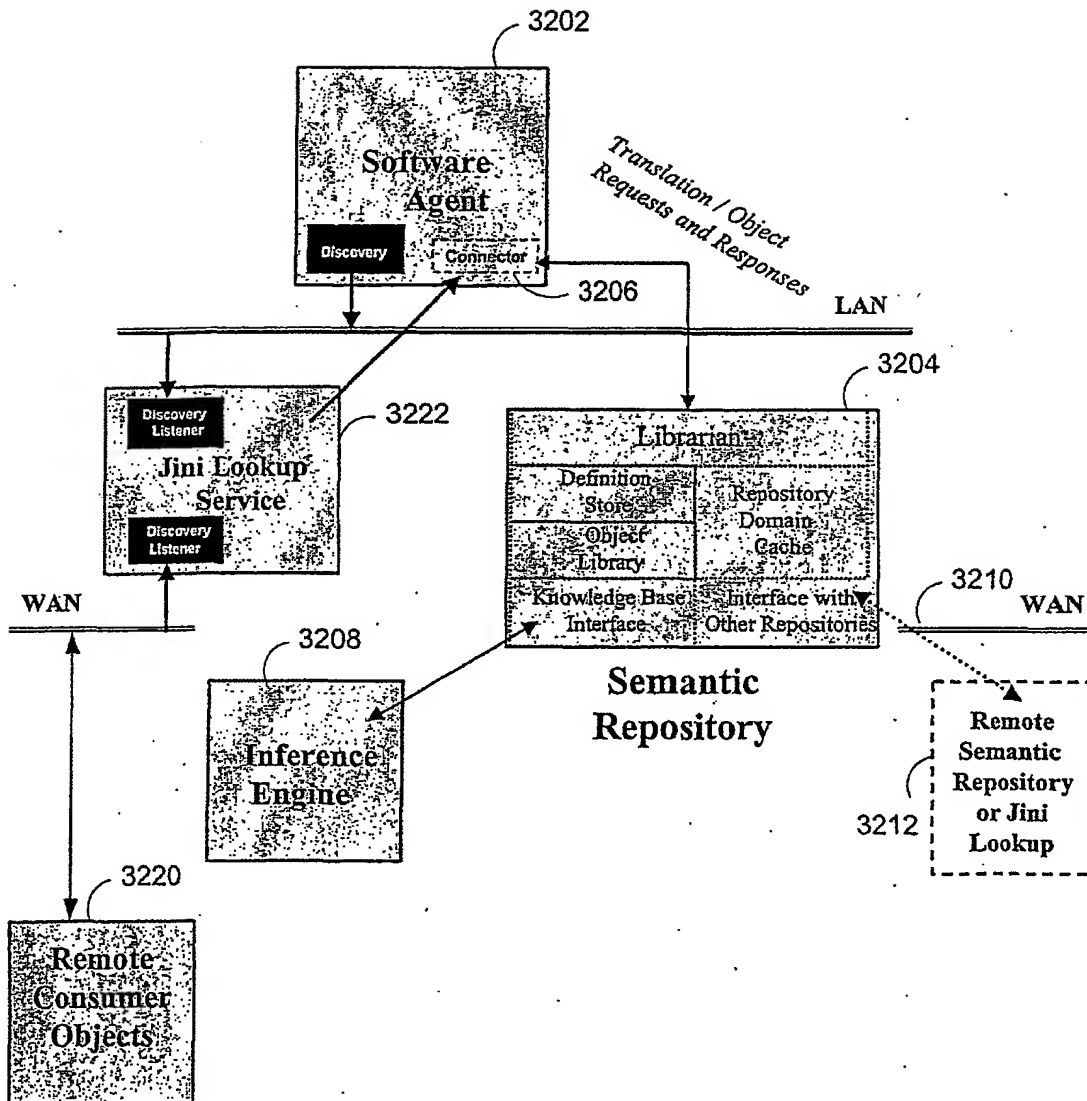 3202
Software
Agent
Discovery
Connector
3206
Translation / Object
Requests and Responses
LAN
3204
Discovery
Listener
3222
Jini Lookup
Service
Discovery
Listener
Librarian
Definition
Store
Repository
Domain
Cache
Object
Library
Knowledge Base
Interface
Interface with
Other Repositories
WAN
3210
WAN
3208
Semantic
Repository
Inference
Engine
Remote
Semantic
Repository
or Jini
Lookup
3212
3220
Remote
Consumer
Objects